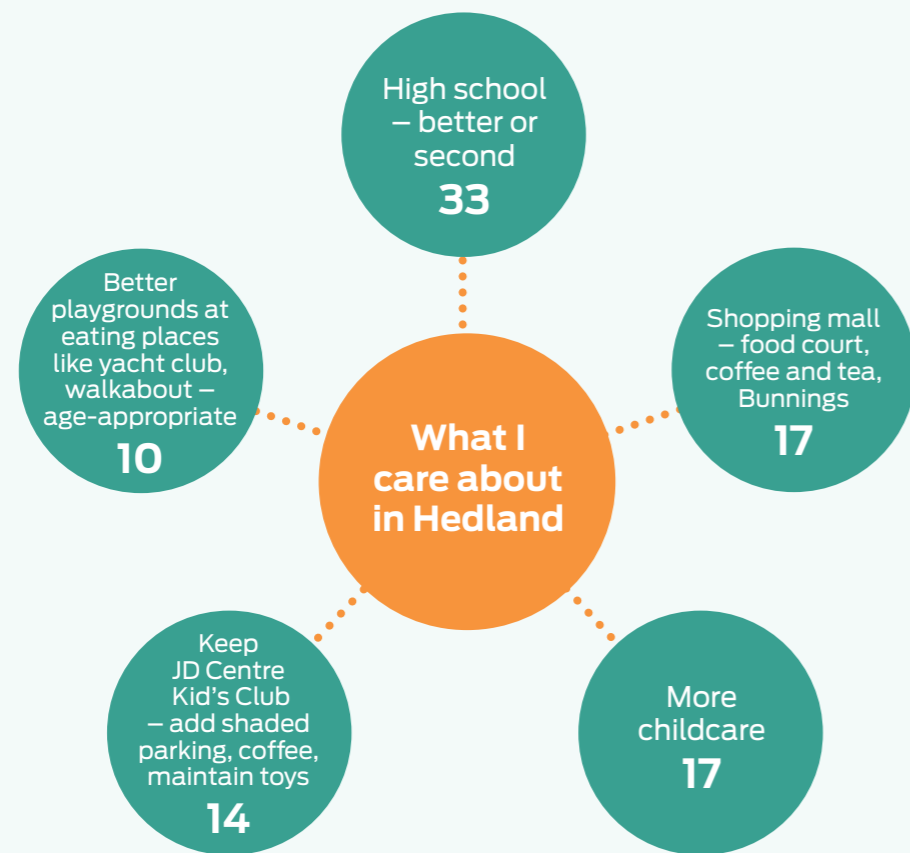 High school
– better or
second
33
Better
playgrounds at
eating places
like yacht club,
walkabout –
age-appropriate
10
Shopping mall
– food court,
coffee and tea,
Bunnings
17
What I
care about
in Hedland
Keep
JD Centre
Kid’s Club
– add shaded
parking, coffee,
maintain toys
14
More
childcare
17